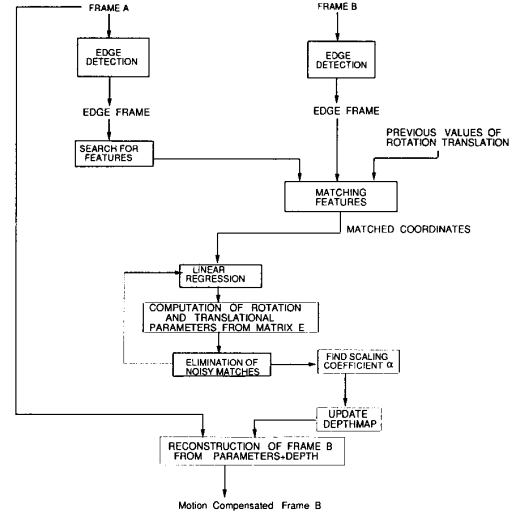 FRAME A
FRAME B
EDGE
DETECTION
EDGE
DETECTION
EDGE FRAME
EDGE FRAME
PREVIOUS VALUES OF
ROTATION TRANSLATION
SEARCH FOR
FEATURES
MATCHING
FEATURES
MATCHED COORDINATES
LINEAR
REGRESSION
COMPUTATION OF ROTATION
AND TRANSLATIONAL
PARAMETERS FROM MATRIX E
ELIMINATION OF
NOISY MATCHES
FIND SCALING
COEFFICIENT α
UPDATE
DEPTHMAP
RECONSTRUCTION OF FRAME B
FROM PARAMETERS+DEPTH
Motion Compensated Frame B